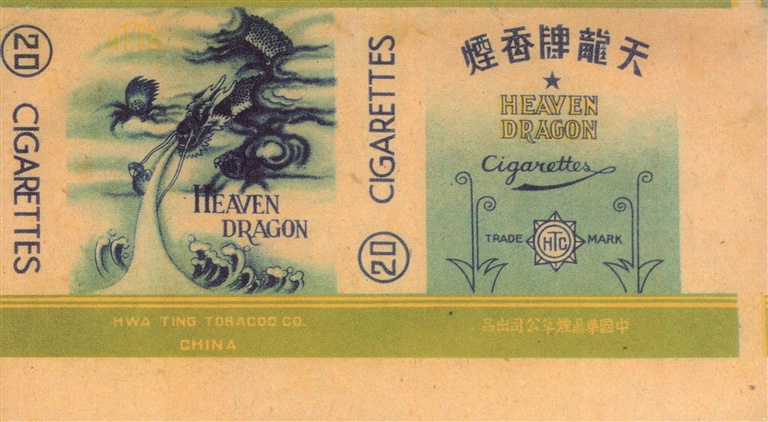 20 CIGARETTES
HEAVEN
DRAGON
HWA TING TOBACCO CO.
CHINA
20 CIGARETTES
天龍牌香煙
HEAVEN
DRAGON
Cigarettes
TRADE HTC MARK
中國華鼎煙草公司出品